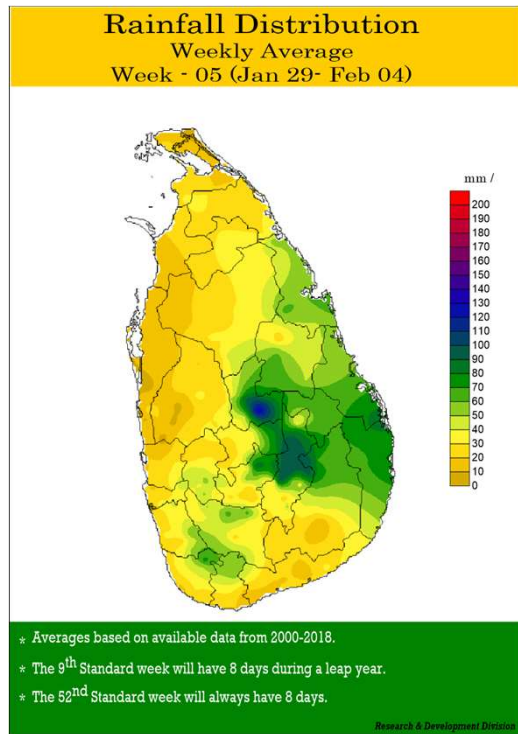 Rainfall Distribution
Weekly Average
Week - 05 (Jan 29- Feb 04)
mm /
200
190
180
170
160
150
140
130
120
110
100
90
80
70
60
50
40
30
20
10
0
* Averages based on available data from 2000-2018.
* The 9th Standard week will have 8 days during a leap year.
* The 52nd Standard week will always have 8 days.
Research & Development Division